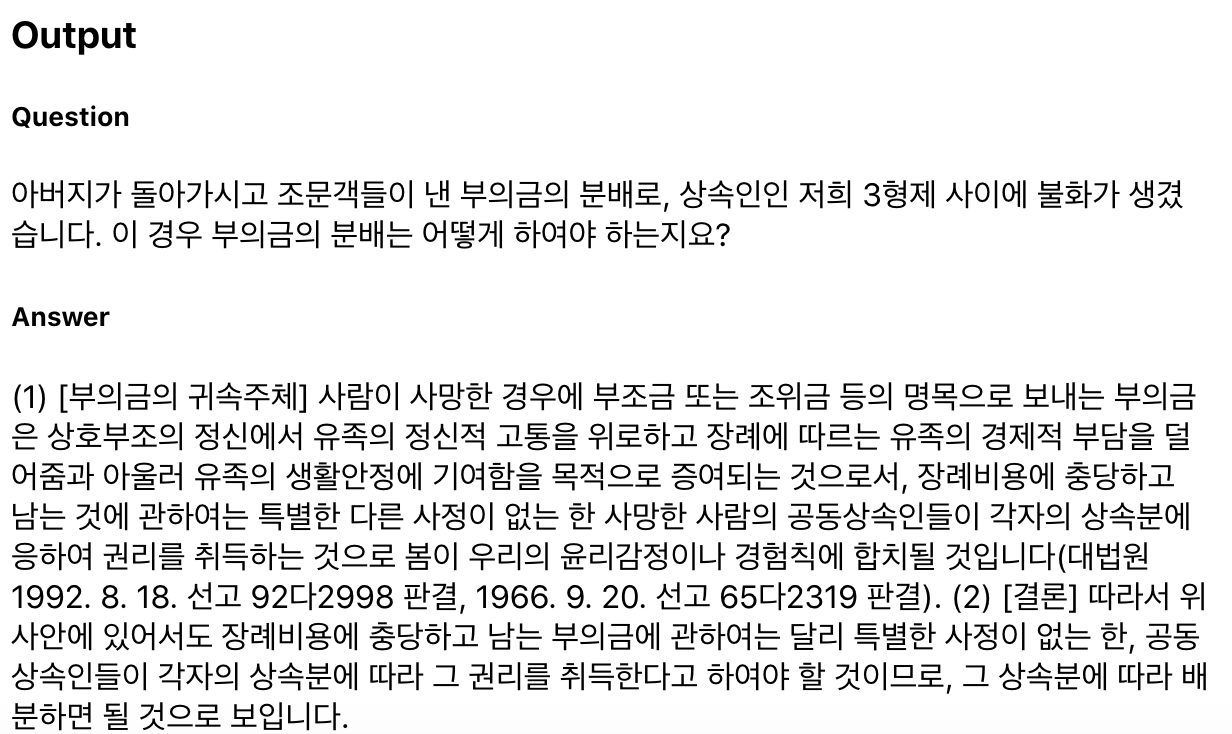 Output
Question
아버지가 돌아가시고 조문객들이 낸 부의금의 분배로, 상속인인 저희 3형제 사이에 불화가 생겼
습니다. 이 경우 부의금의 분배는 어떻게 하여야 하는지요?
Answer
(1) [부의금의 귀속주체] 사람이 사망한 경우에 부조금 또는 조위금 등의 명목으로 보내는 부의금
은 상호부조의 정신에서 유족의 정신적 고통을 위로하고 장례에 따르는 유족의 경제적 부담을 덜
어줌과 아울러 유족의 생활안정에 기여함을 목적으로 증여되는 것으로서, 장례비용에 충당하고
남는 것에 관하여는 특별한 다른 사정이 없는 한 사망한 사람의 공동상속인들이 각자의 상속분에
응하여 권리를 취득하는 것으로 봄이 우리의 윤리감정이나 경험칙에 합치될 것입니다(대법원
1992. 8. 18. 선고 92다2998 판결, 1966. 9. 20. 선고 65다2319 판결). (2) [결론] 따라서 위
사안에 있어서도 장례비용에 충당하고 남는 부의금에 관하여는 달리 특별한 사정이 없는 한, 공동
상속인들이 각자의 상속분에 따라 그 권리를 취득한다고 하여야 할 것이므로, 그 상속분에 따라 배
분하면 될 것으로 보입니다.